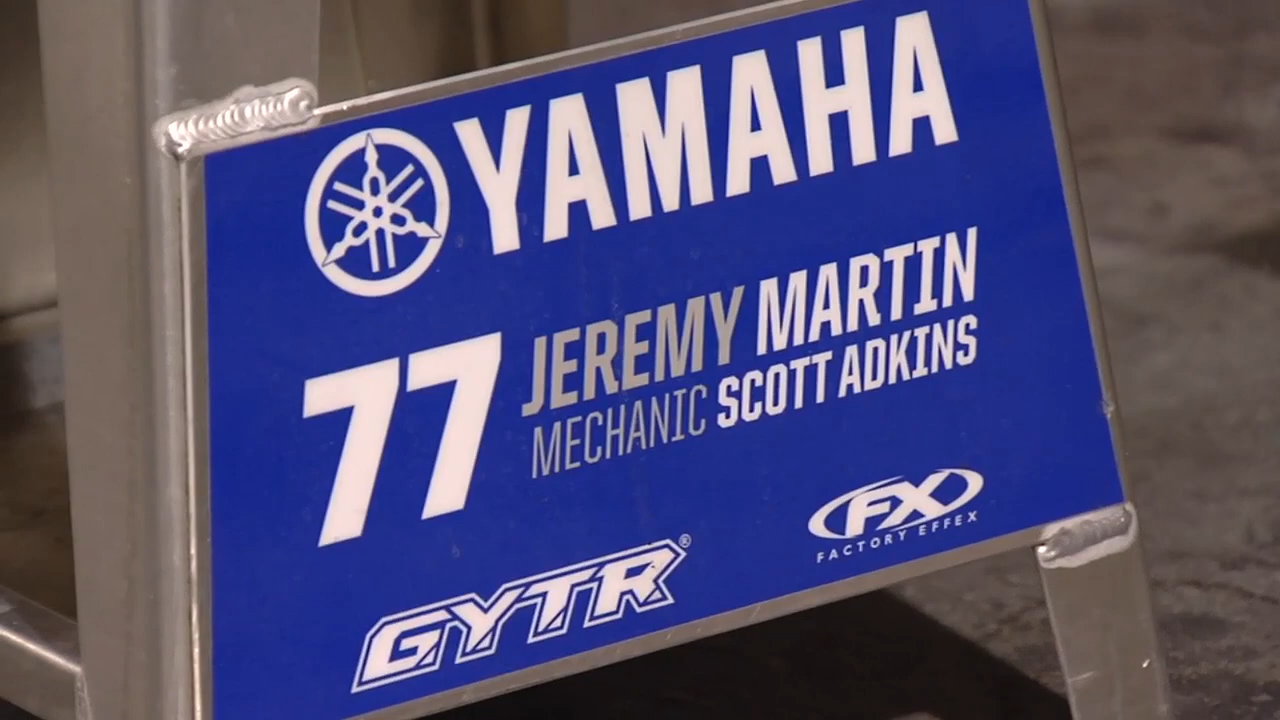 YAMAHA
77 JEREMY MARTIN
MECHANIC SCOTT ADKINS
GYTR®
FX
FACTORY EFFEX